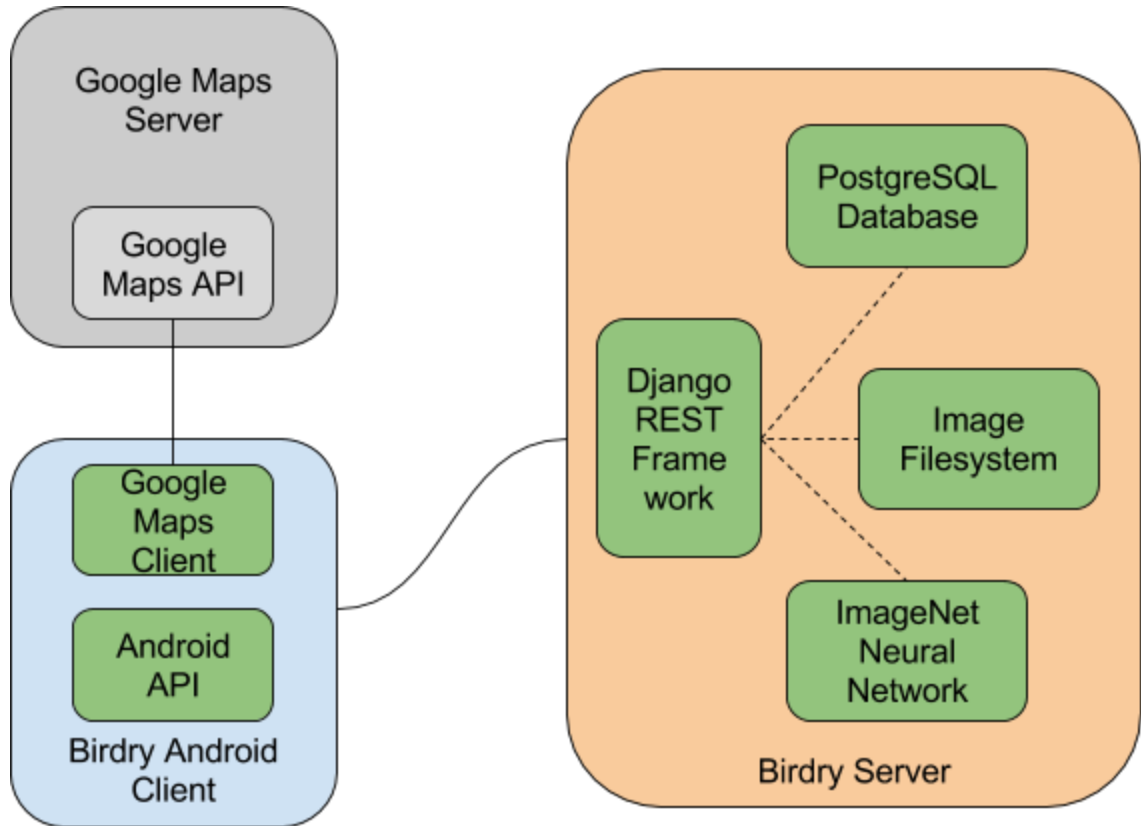 Google Maps
Server
Google
Maps API
Google
Maps
Client
Android
API
Birdry Android
Client
PostgreSQL
Database
Django
REST
Frame
work
Image
Filesystem
ImageNet
Neural
Network
Birdry Server